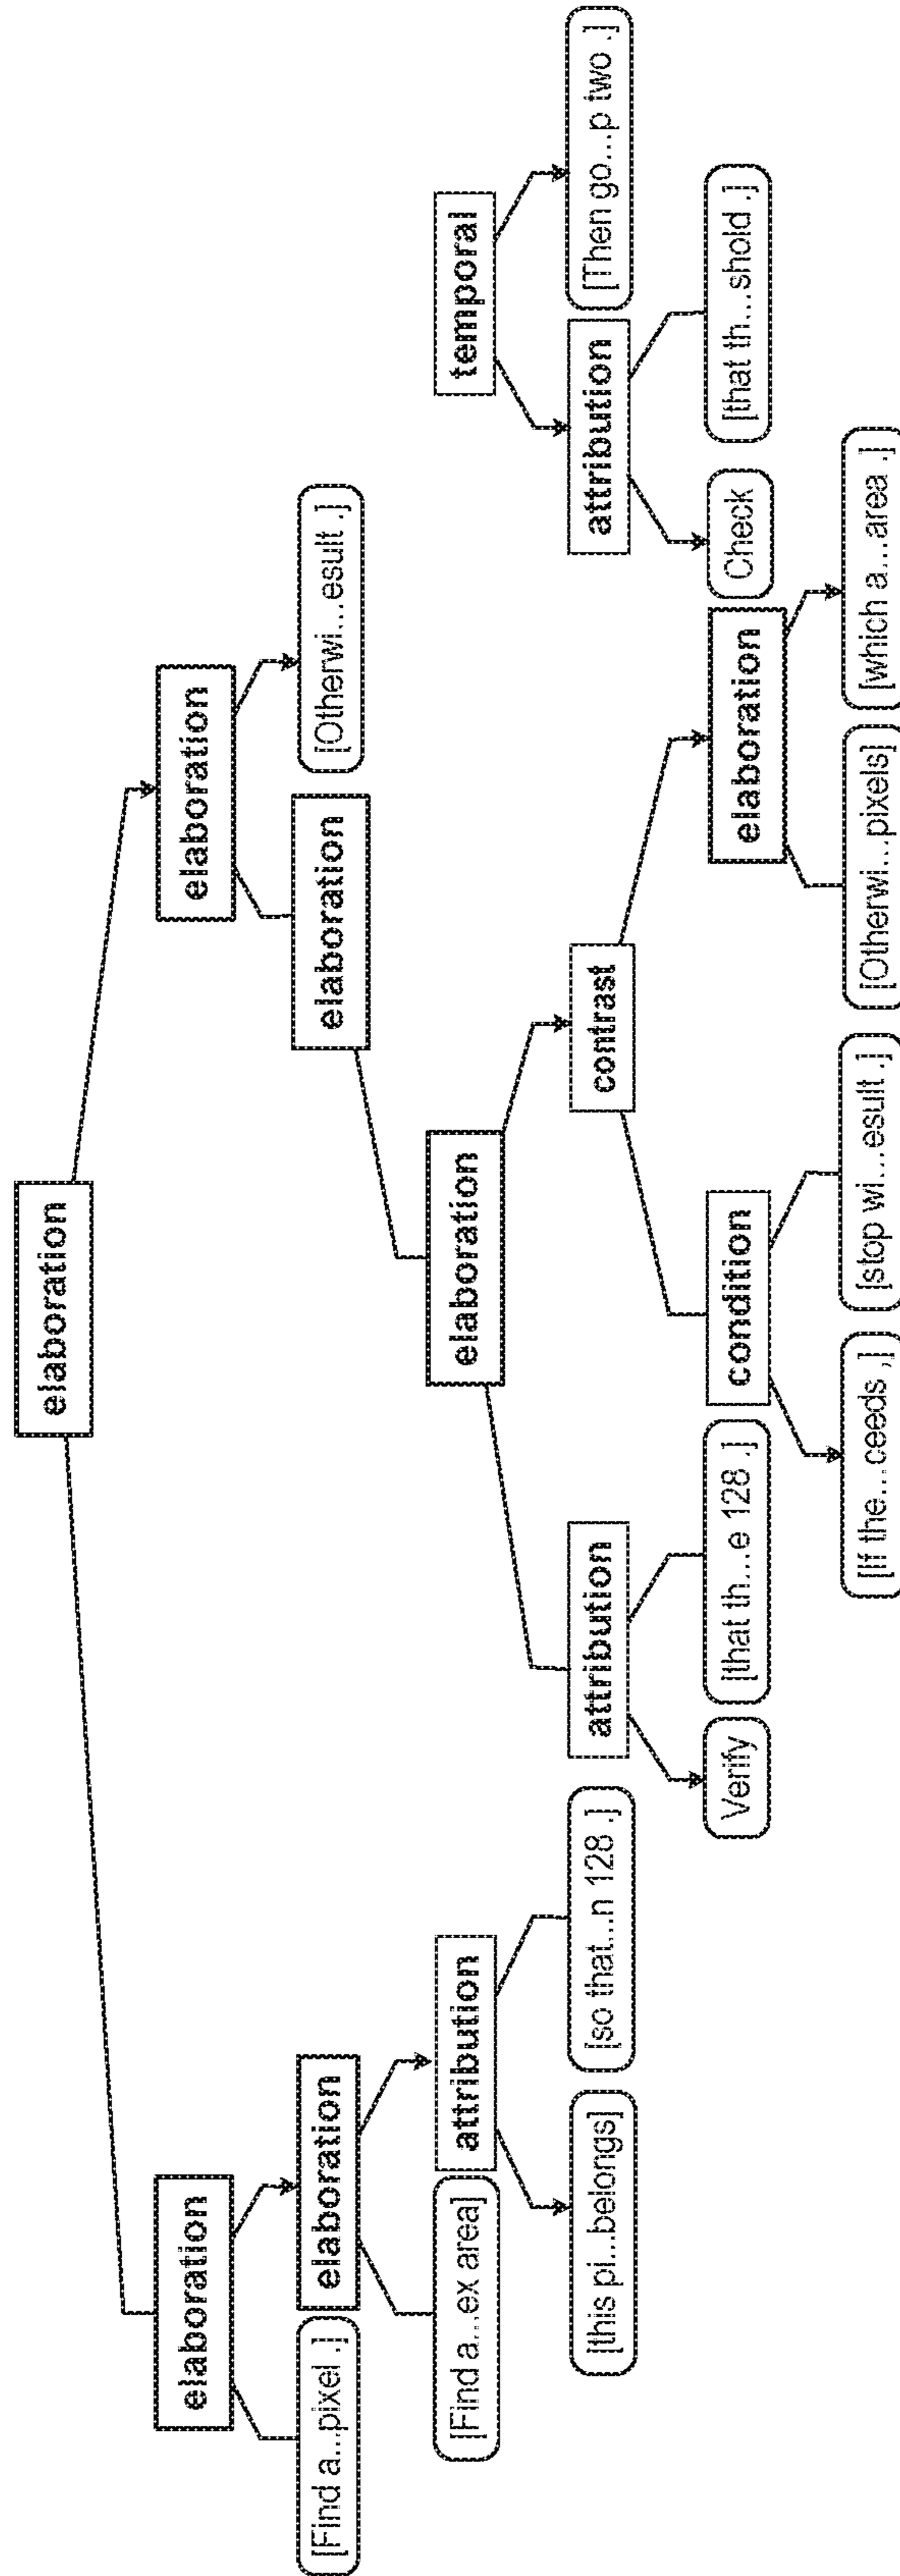 elaboration
elaboration
elaboration
[Find a...pixel .]
elaboration
elaboration
[Otherwi...esult .]
[Find a...ex area]
attribution
elaboration
temporal
[this pi...belongs]
[so that...n 128 .]
attribution
contrast
attribution
[Then go...p two .]
Verify
[that th...e 128 .]
condition
elaboration
Check
[that th...shold .]
[If the...ceeds ,]
[stop wi...esult .]
[Otherwi...pixels]
[which a...area .]